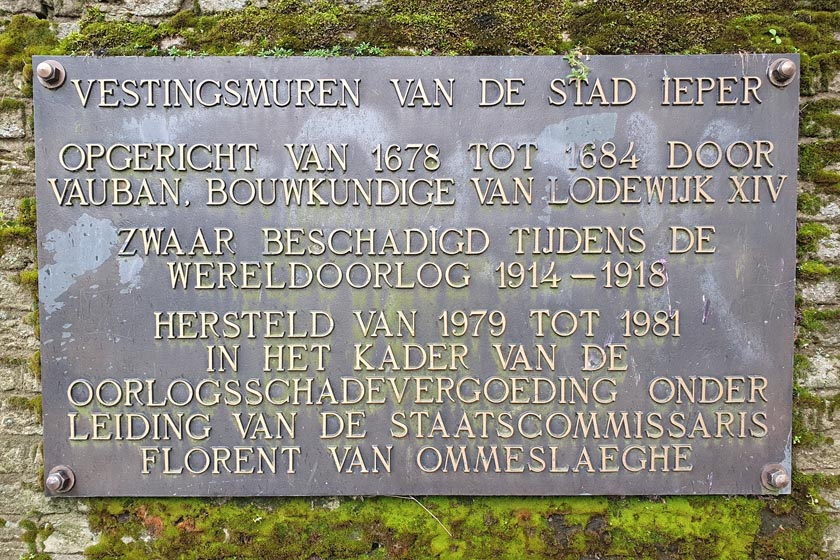 VESTINGSMUREN VAN DE STAD IEPER
OPGERICHT VAN 1678 TOT 1684 DOOR
VAUBAN, BOUWKUNDIGE VAN LODEWIJK XIV
ZWAAR BESCHADIGD TIJDENS DE
WERELDOORLOG 1914 – 1918
HERSTELD VAN 1979 TOT 1981
IN HET KADER VAN DE
OORLOGSSCHADEVERGOEDING ONDER
LEIDING VAN DE STAATSCOMMISSARIS
FLORENT VAN OMMESLAEGHE